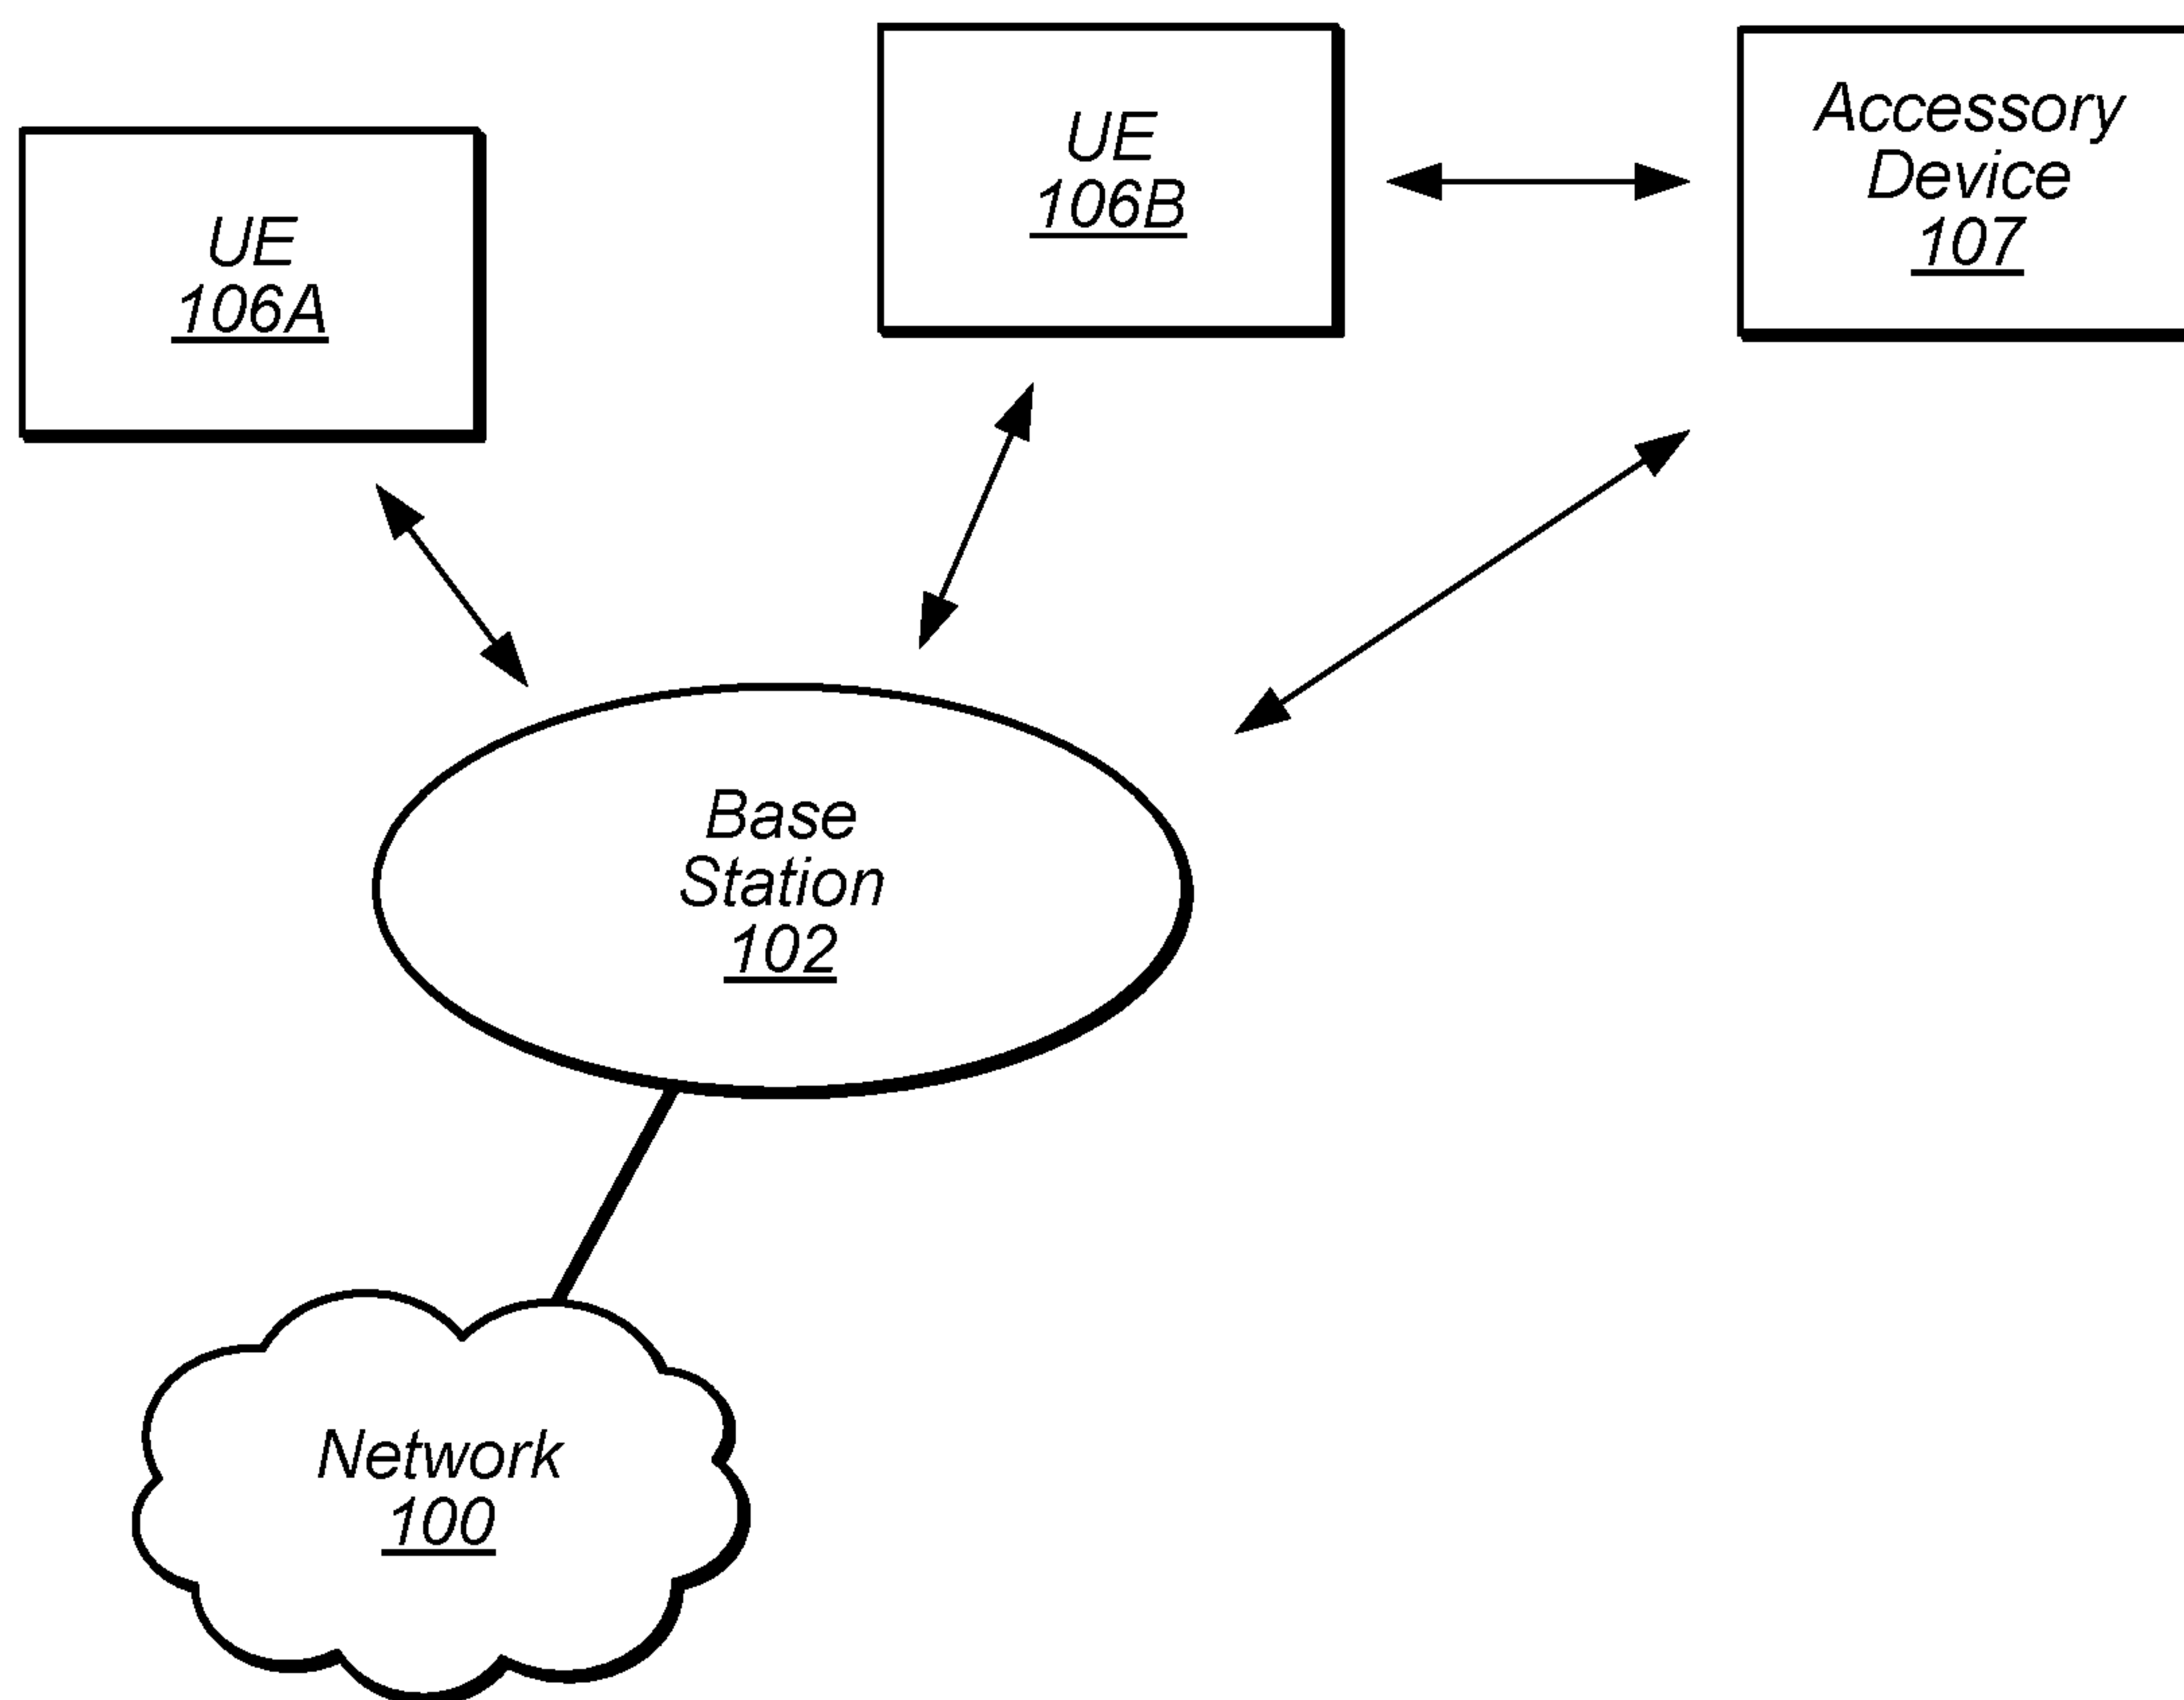 UE
106A
UE
106B
Accessory
Device
107
Base
Station
102
Network
100